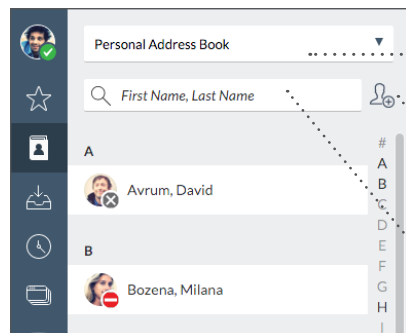 Personal Address Book
First Name, Last Name
#
A
A
B
Avrum, David
C
D
E
B
F
G
Bozena, Milana
H
I